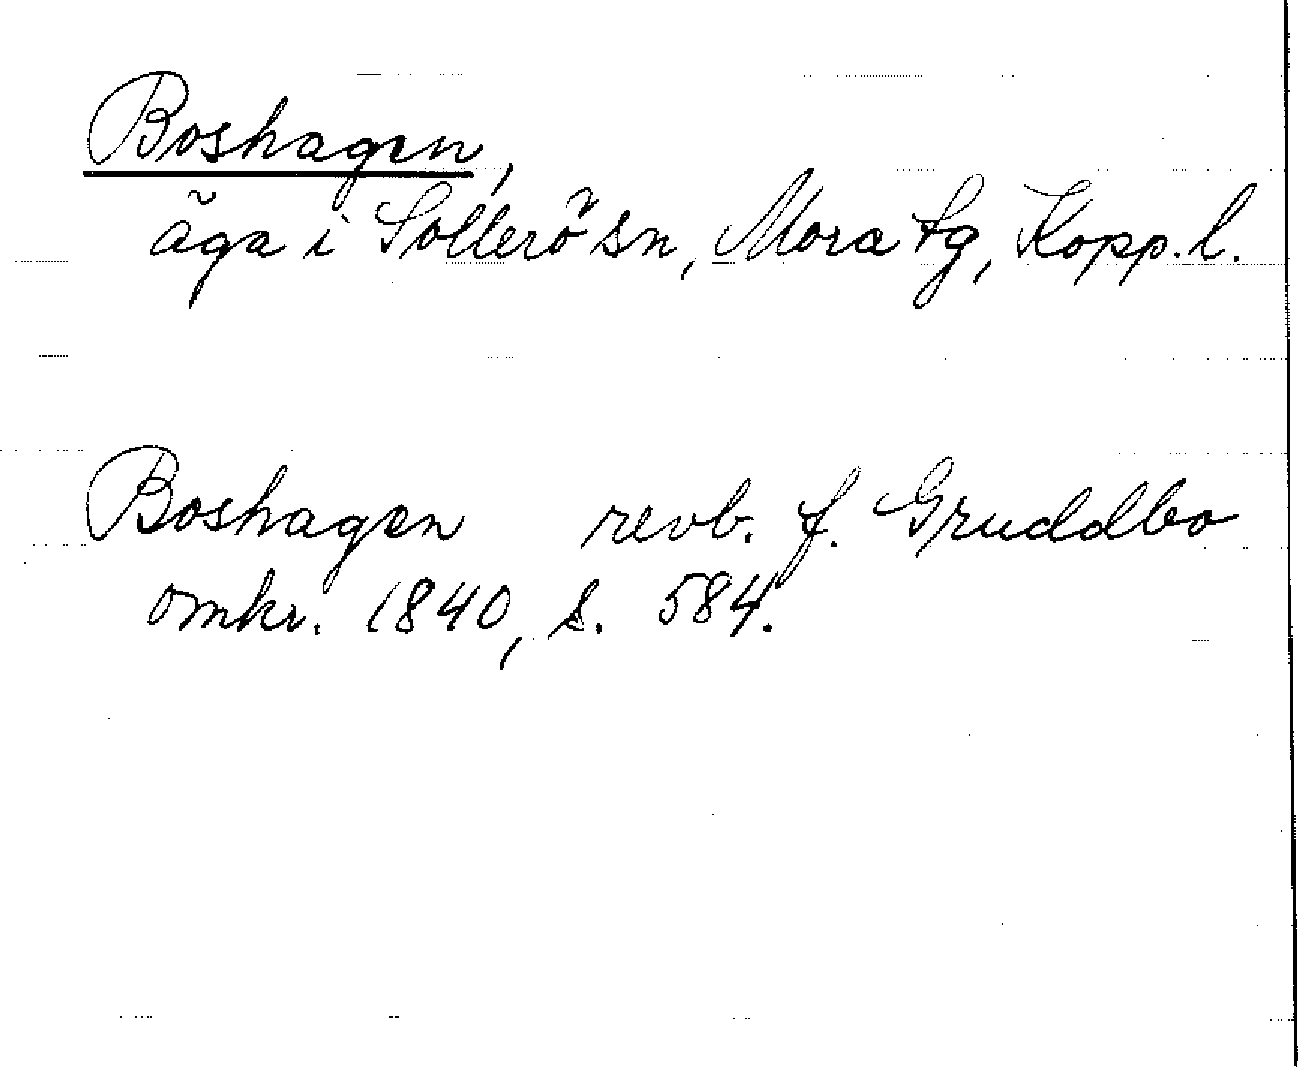 Boshagen,
äga i Sollerö sn, Mora tg, Kopp. l.
Boshagen revb. f. Gruddbo
omkr. 1840, s. 584.